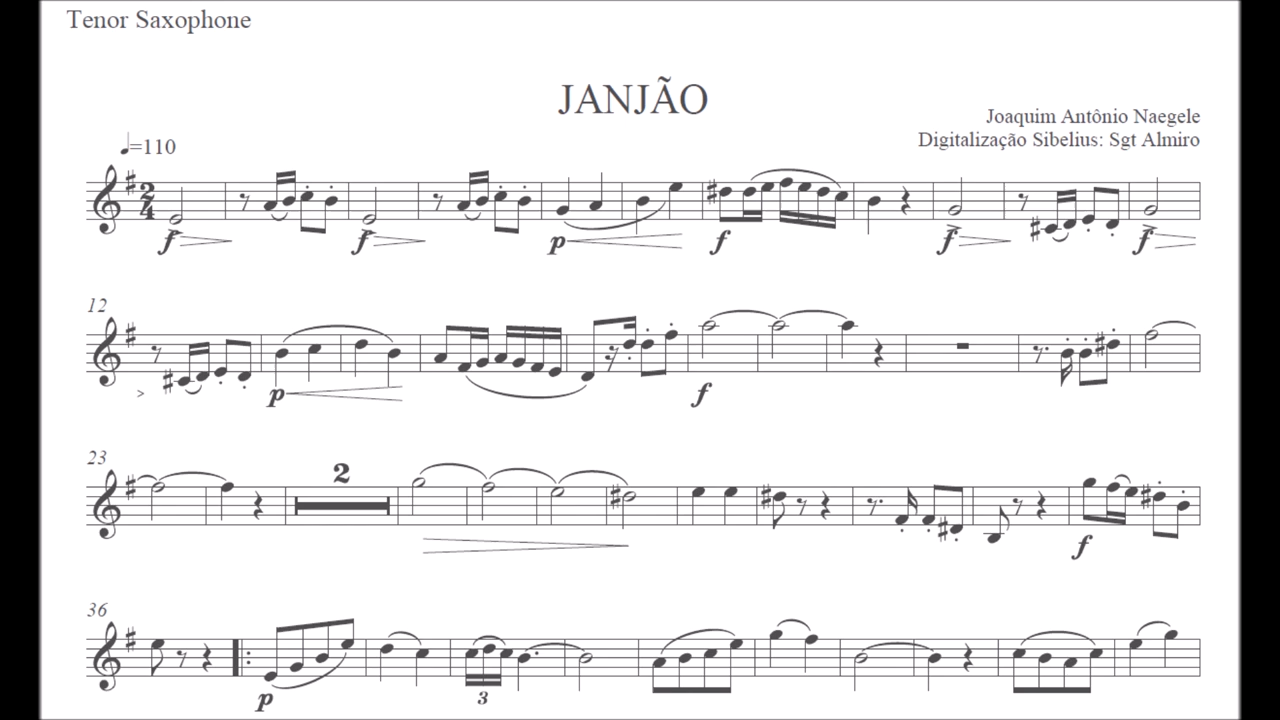 Tenor Saxophone
JANJÃO
Joaquim Antônio Naegele
Digitalização Sibelius: Sgt Almiro
♩=110
2
4
f f p f f f
12
> p f
23
2
f
36
p 3